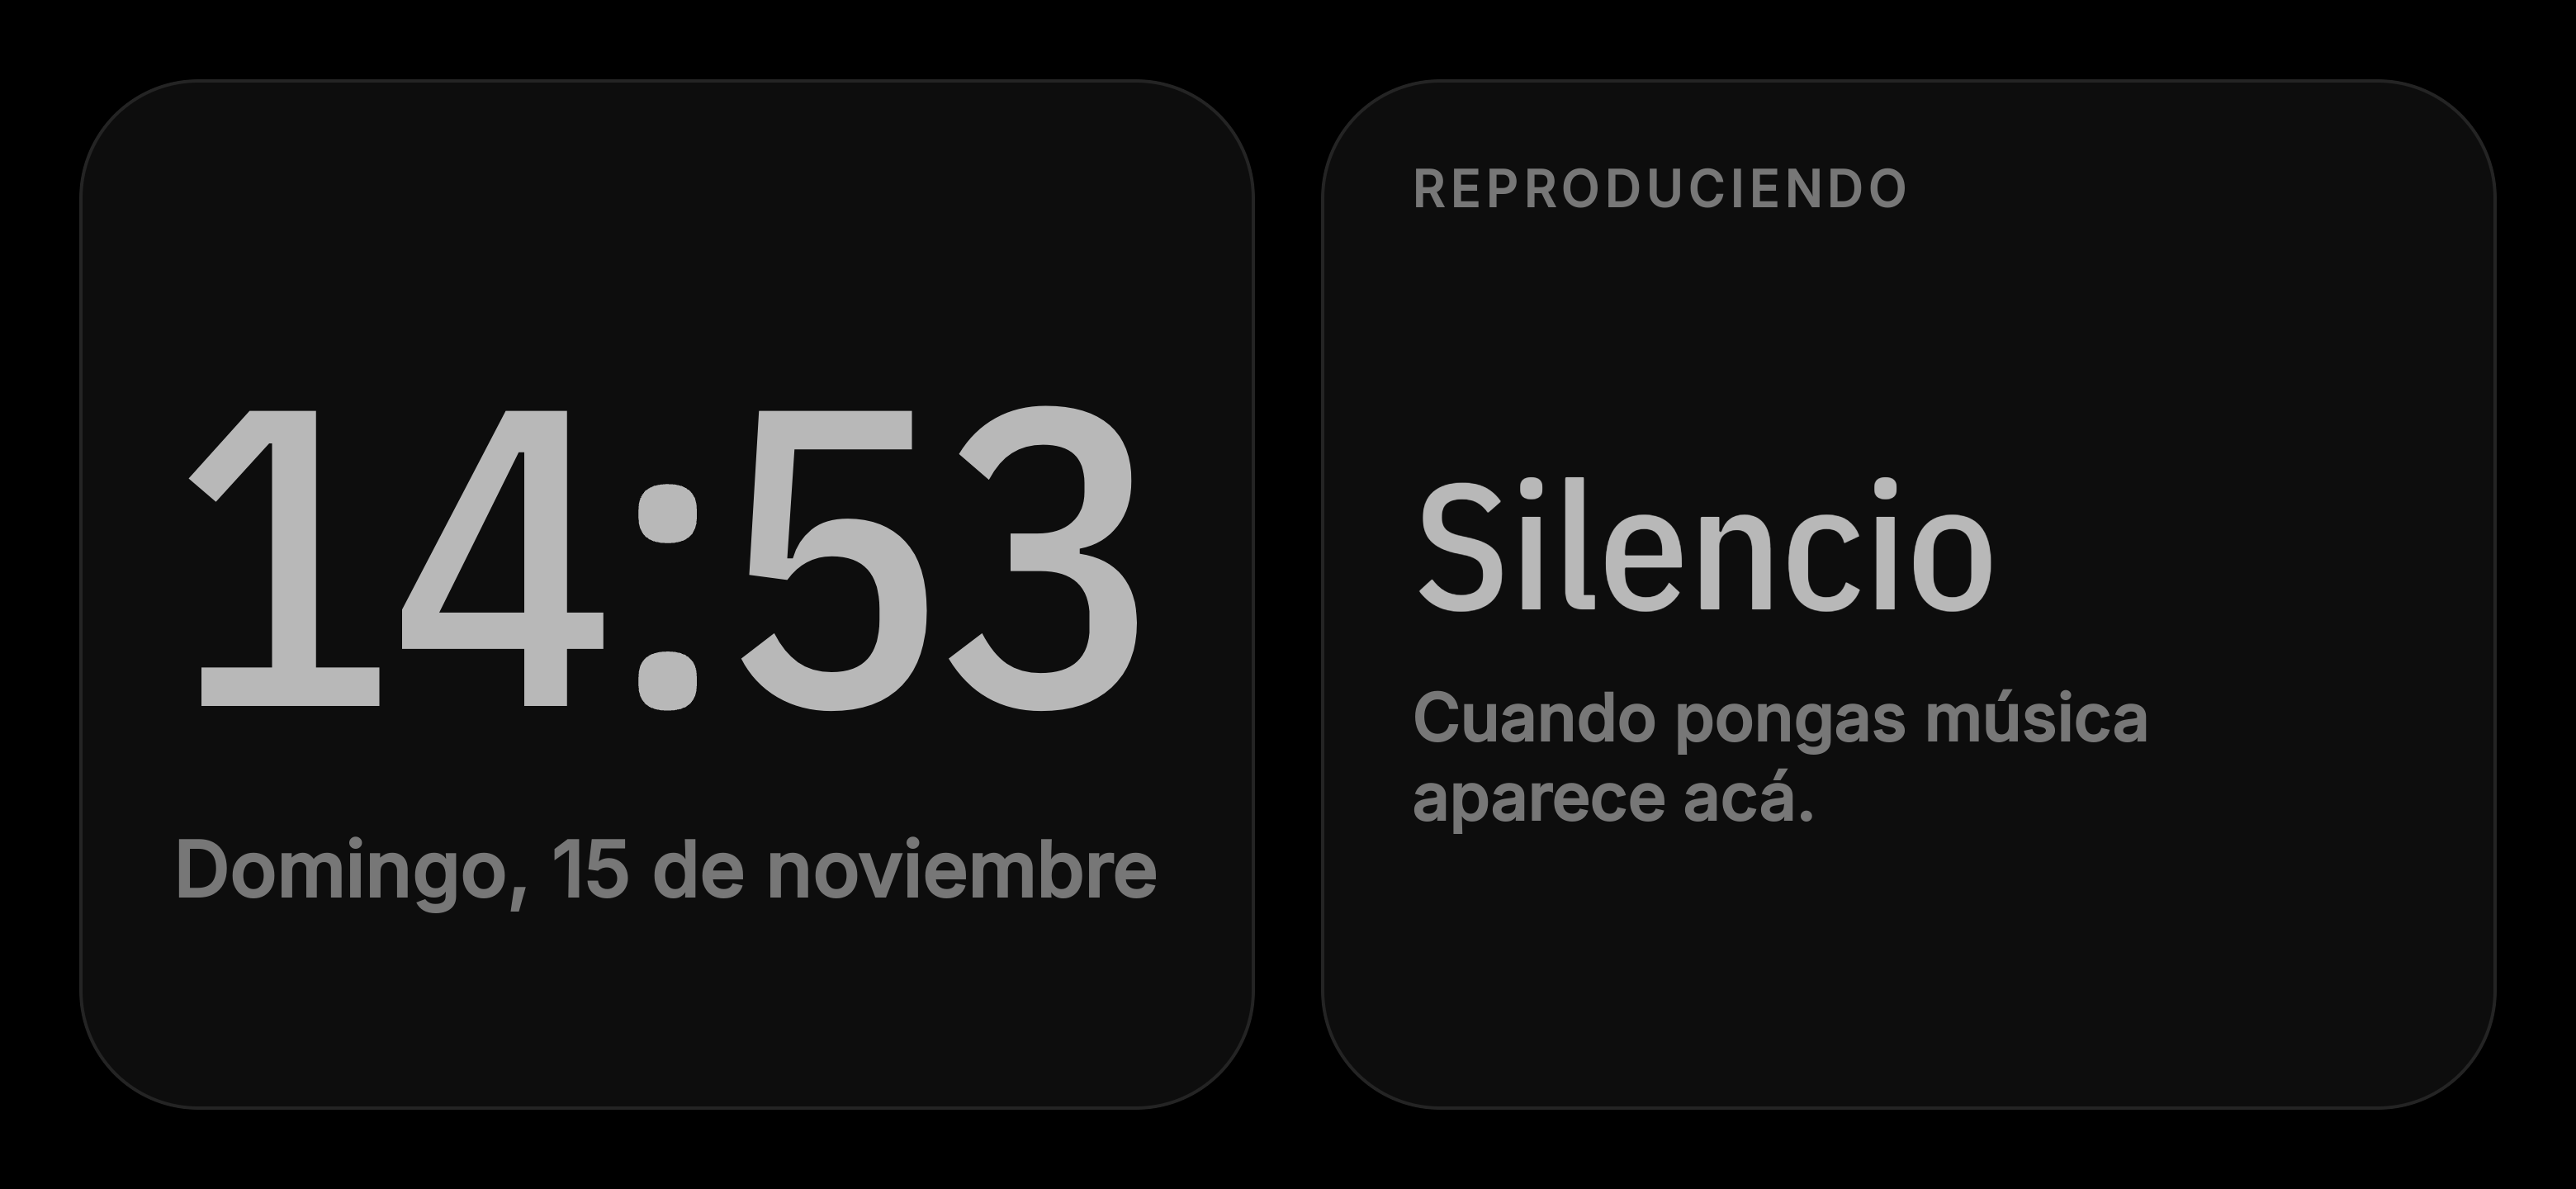 14:53
Domingo, 15 de noviembre
REPRODUCIENDO
Silencio
Cuando pongas música
aparece acá.